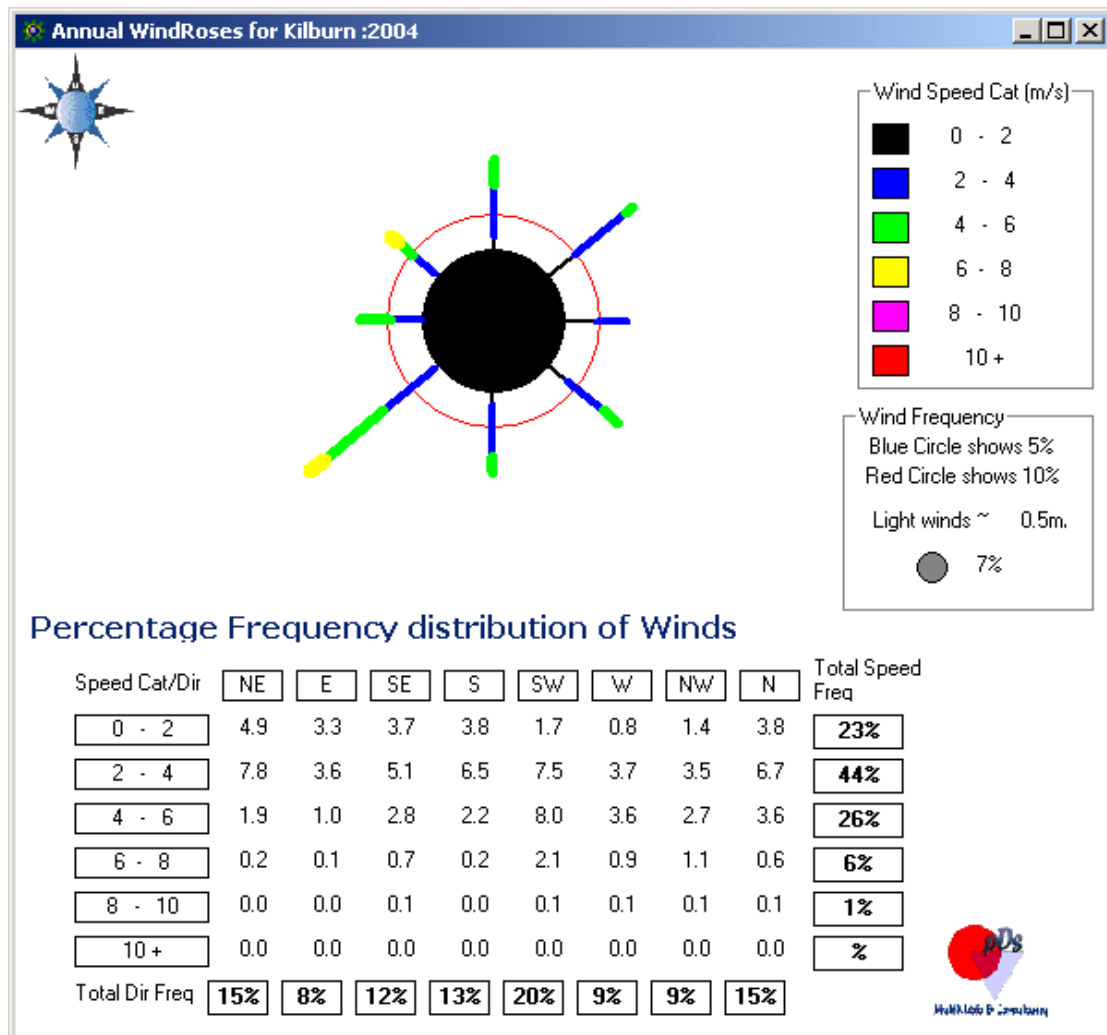 Annual WindRoses for Kilburn :2004
Wind Speed Cat (m/s)
0 - 2
2 - 4
4 - 6
6 - 8
8 - 10
10 +
Wind Frequency
Blue Circle shows 5%
Red Circle shows 10%
Light winds ~ 0.5m.
7%
Percentage Frequency distribution of Winds
Speed Cat/Dir NE E SE S SW W NW N Total Speed Freq
0 - 2 4.9 3.3 3.7 3.8 1.7 0.8 1.4 3.8 23%
2 - 4 7.8 3.6 5.1 6.5 7.5 3.7 3.5 6.7 44%
4 - 6 1.9 1.0 2.8 2.2 8.0 3.6 2.7 3.6 26%
6 - 8 0.2 0.1 0.7 0.2 2.1 0.9 1.1 0.6 6%
8 - 10 0.0 0.0 0.1 0.0 0.1 0.1 0.1 0.1 1%
10 + 0.0 0.0 0.0 0.0 0.0 0.0 0.0 0.0 %
Total Dir Freq 15% 8% 12% 13% 20% 9% 9% 15%
pDs